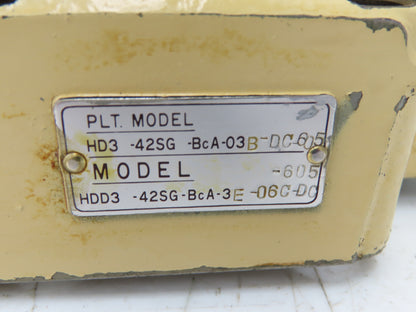 PLT. MODEL
HD3 -42SG -BcA-03B-DC-605
MODEL -605
HDD3 -42SG-BcA-3E-06C-DC